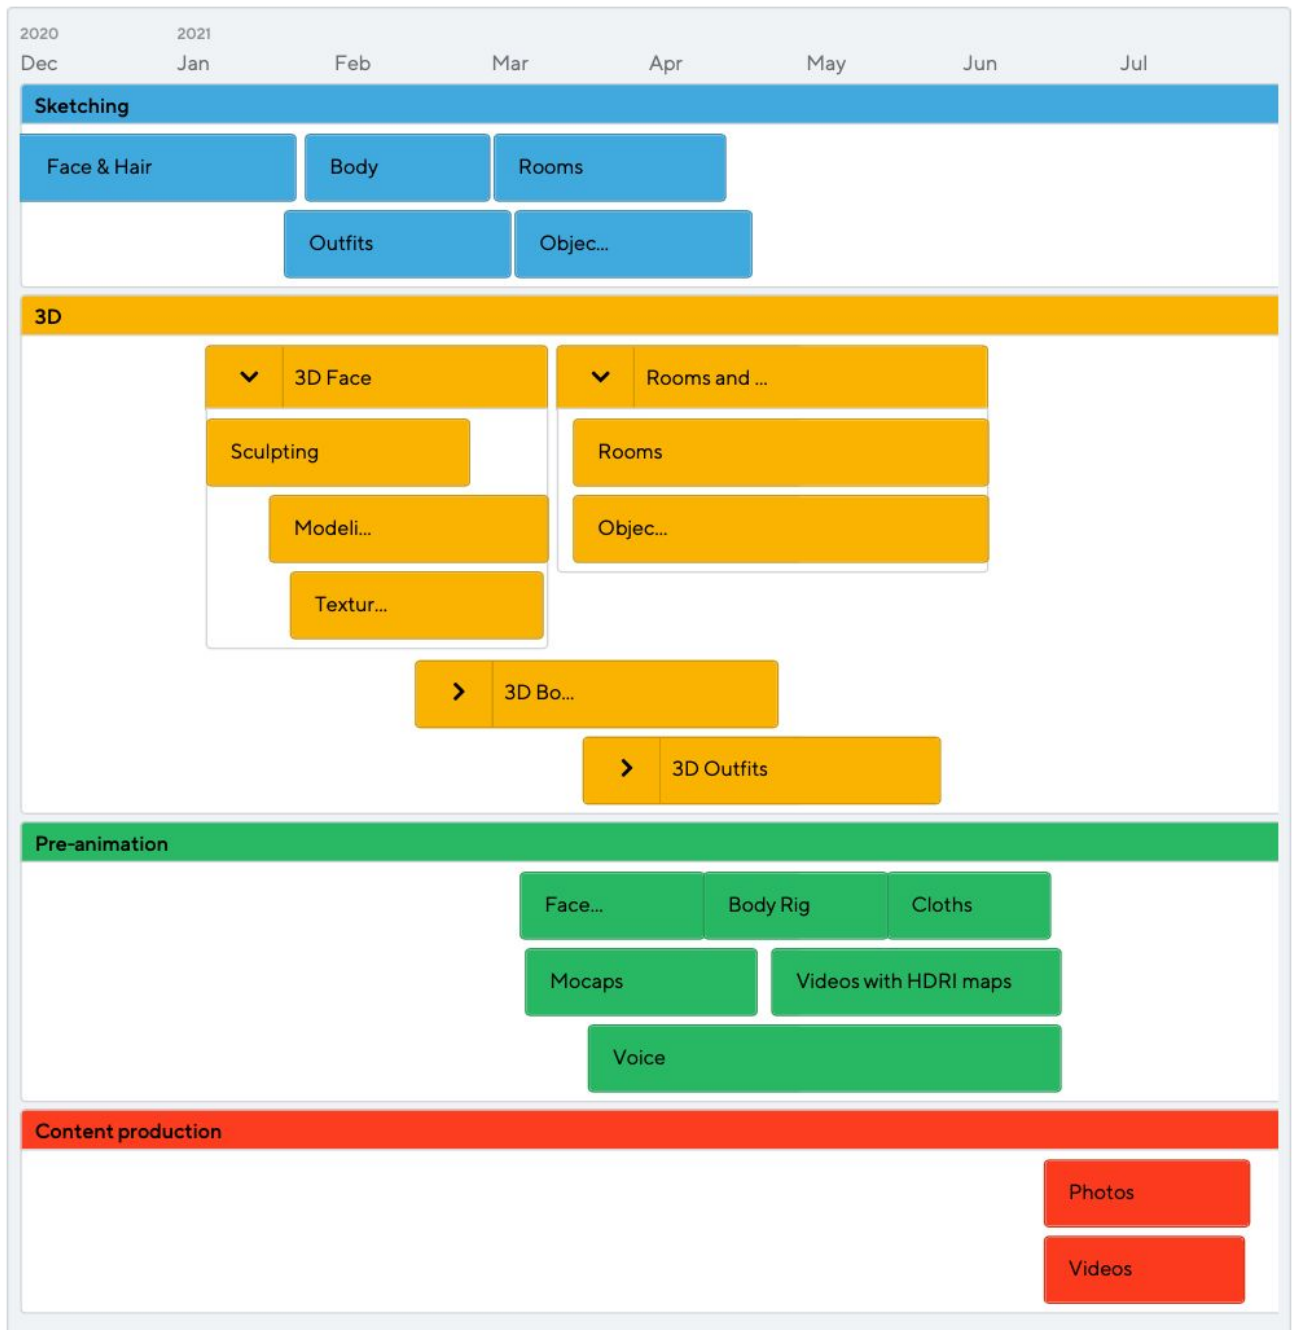 2020 2021
Dec Jan Feb Mar Apr May Jun Jul
Sketching
Face & Hair Body Rooms
Outfits Objec...
3D
3D Face Rooms and ...
Sculpting Rooms
Modeli... Objec...
Textur...
3D Bo...
3D Outfits
Pre-animation
Face... Body Rig Cloths
Mocaps Videos with HDRI maps
Voice
Content production
Photos
Videos